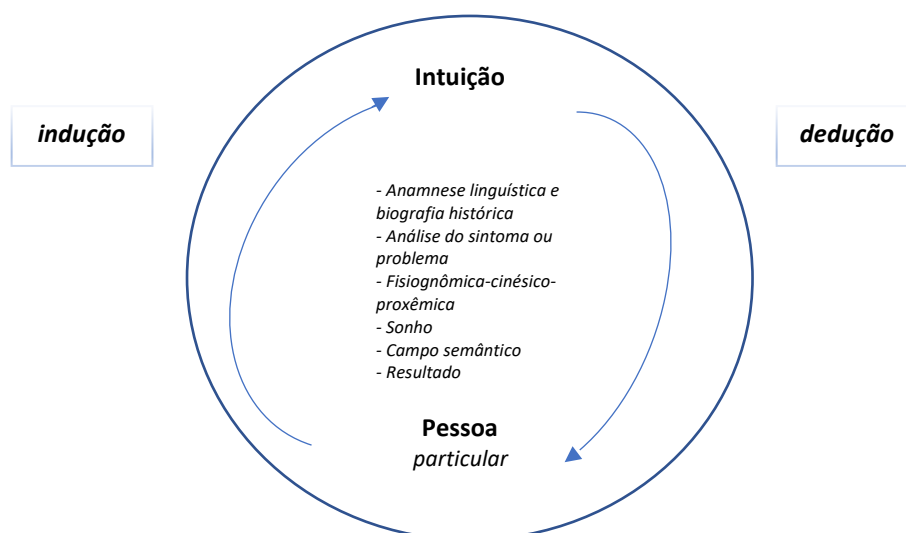 Intuição
indução
dedução
- Anamnese linguística e
biografia histórica
- Análise do sintoma ou
problema
- Fisiognômica-cinésico-
proxêmica
- Sonho
- Campo semântico
- Resultado
Pessoa
particular